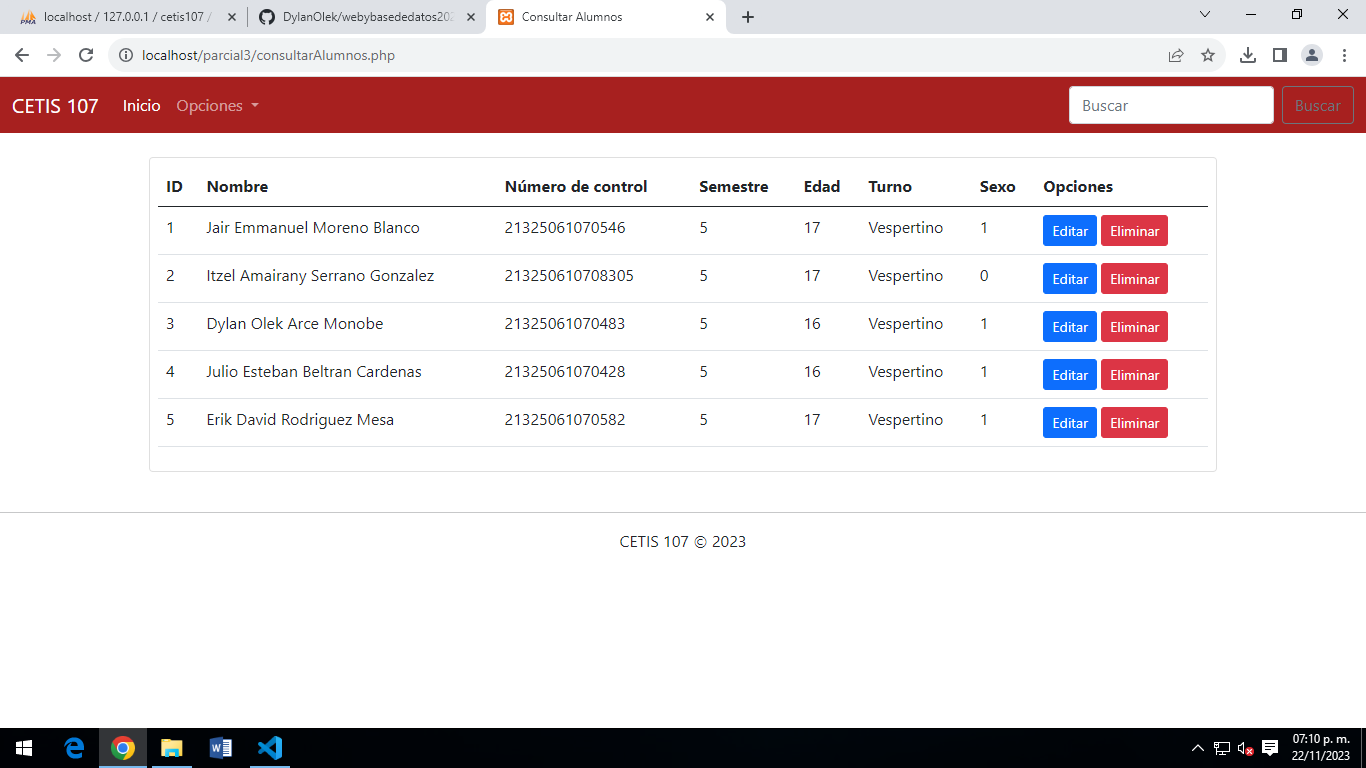 localhost / 127.0.0.1 / cetis107 /
DylanOlek/webybasededatos202
Consultar Alumnos
localhost/parcial3/consultarAlumnos.php
CETIS 107 Inicio Opciones Buscar Buscar
ID Nombre Número de control Semestre Edad Turno Sexo Opciones
1 Jair Emmanuel Moreno Blanco 21325061070546 5 17 Vespertino 1 Editar Eliminar
2 Itzel Amairany Serrano Gonzalez 213250610708305 5 17 Vespertino 0 Editar Eliminar
3 Dylan Olek Arce Monobe 21325061070483 5 16 Vespertino 1 Editar Eliminar
4 Julio Esteban Beltran Cardenas 21325061070428 5 16 Vespertino 1 Editar Eliminar
5 Erik David Rodriguez Mesa 21325061070582 5 17 Vespertino 1 Editar Eliminar
CETIS 107 © 2023
07:10 p. m.
22/11/2023